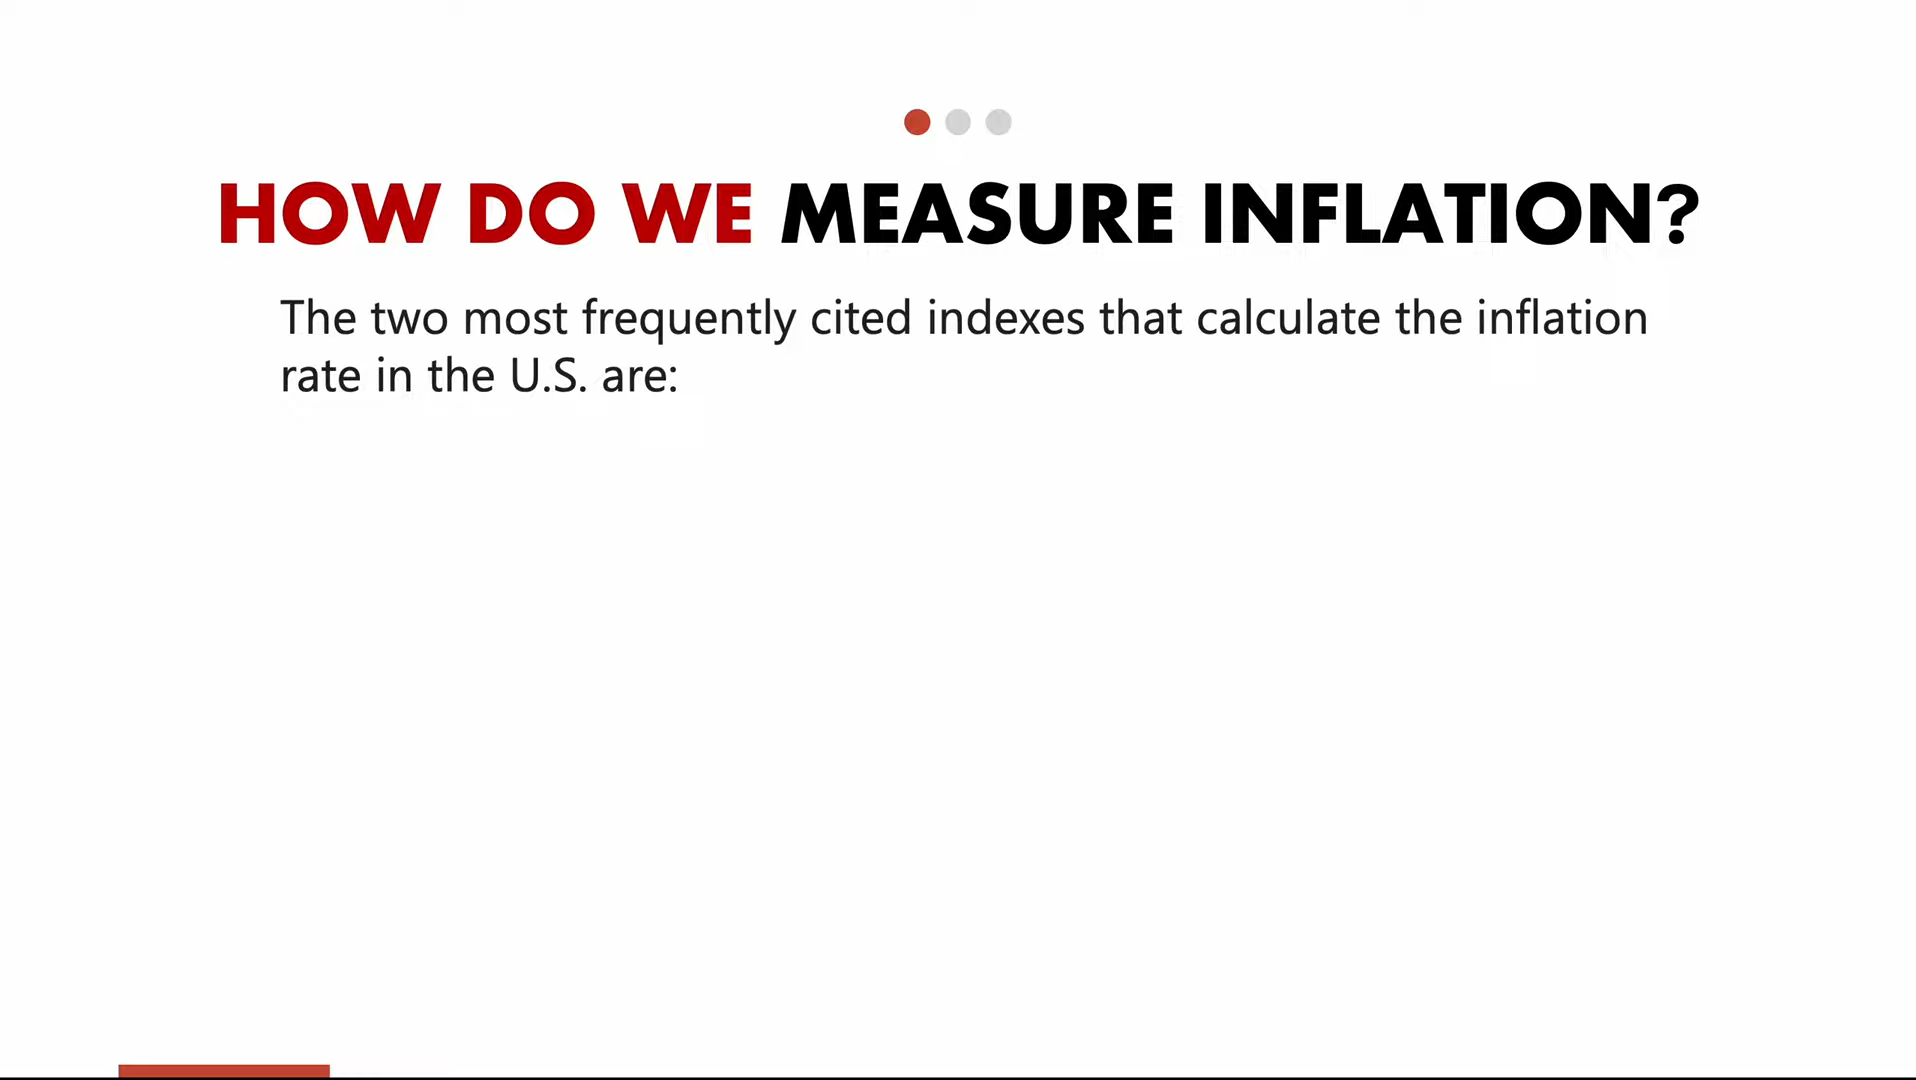 HOW DO WE MEASURE INFLATION?
The two most frequently cited indexes that calculate the inflation
rate in the U.S. are: